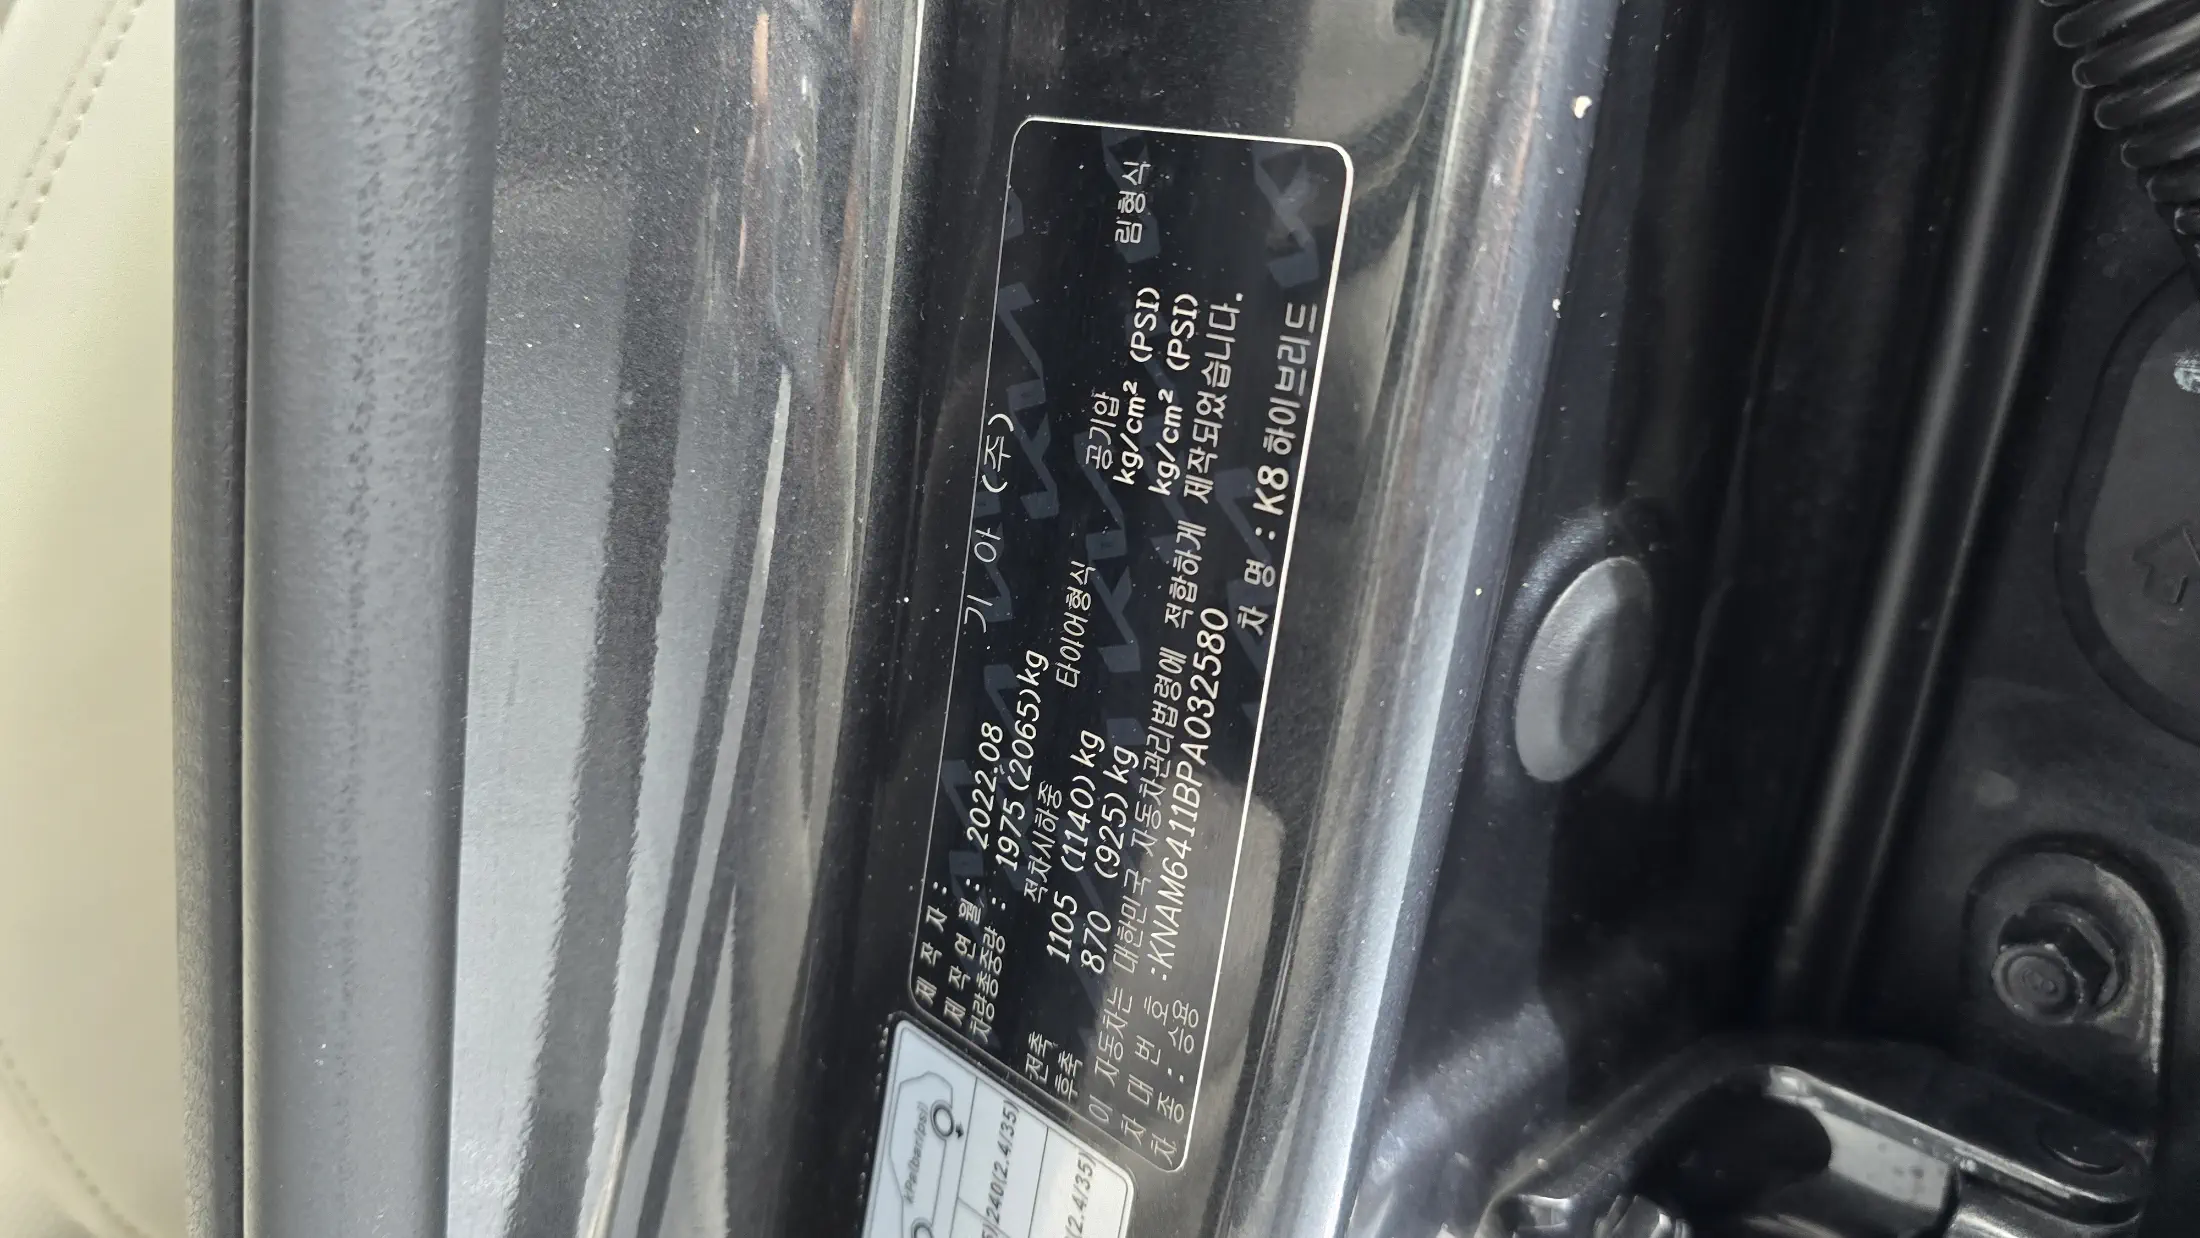 제 작 자 : 기 아 (주)
제 작 연 월 : 2022.08
차량총중량 : 1975(2065)kg
적차시하중 타이어형식 공기압 림형식
전축 1105 (1140) kg kg/cm² (PSI)
후축 870 (925) kg kg/cm² (PSI)
이 자동차는 대한민국 자동차관리법령에 적합하게 제작되었습니다.
차 대 번 호 :KNAM6411BPA032580
차 종 : 승용 차 명 : K8 하이브리드
kPa(bar/psi)
240(2.4/35)
(2.4/35)